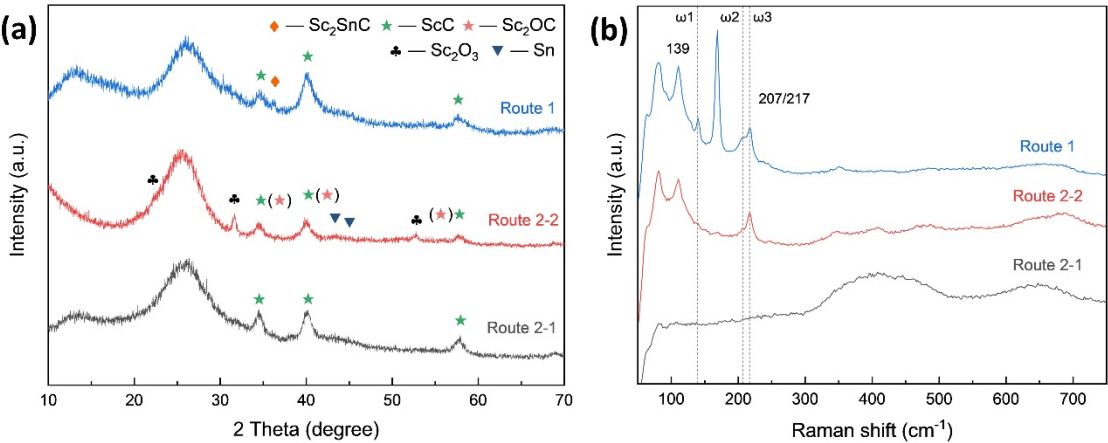 (a)
♦ — Sc₂SnC ★ — ScC ★ — Sc₂OC
♣ — Sc₂O₃ ▼ — Sn
Route 1
♣ ♣ ★(★) ★(★) ▼ ▼ ♣ (★)★
Route 2-2
Route 2-1
Intensity (a.u.)
10 20 30 40 50 60 70
2 Theta (degree)
(b)
ω1 ω2 ω3
139
207/217
Route 1
Route 2-2
Route 2-1
Intensity (a.u.)
100 200 300 400 500 600 700
Raman shift (cm⁻¹)